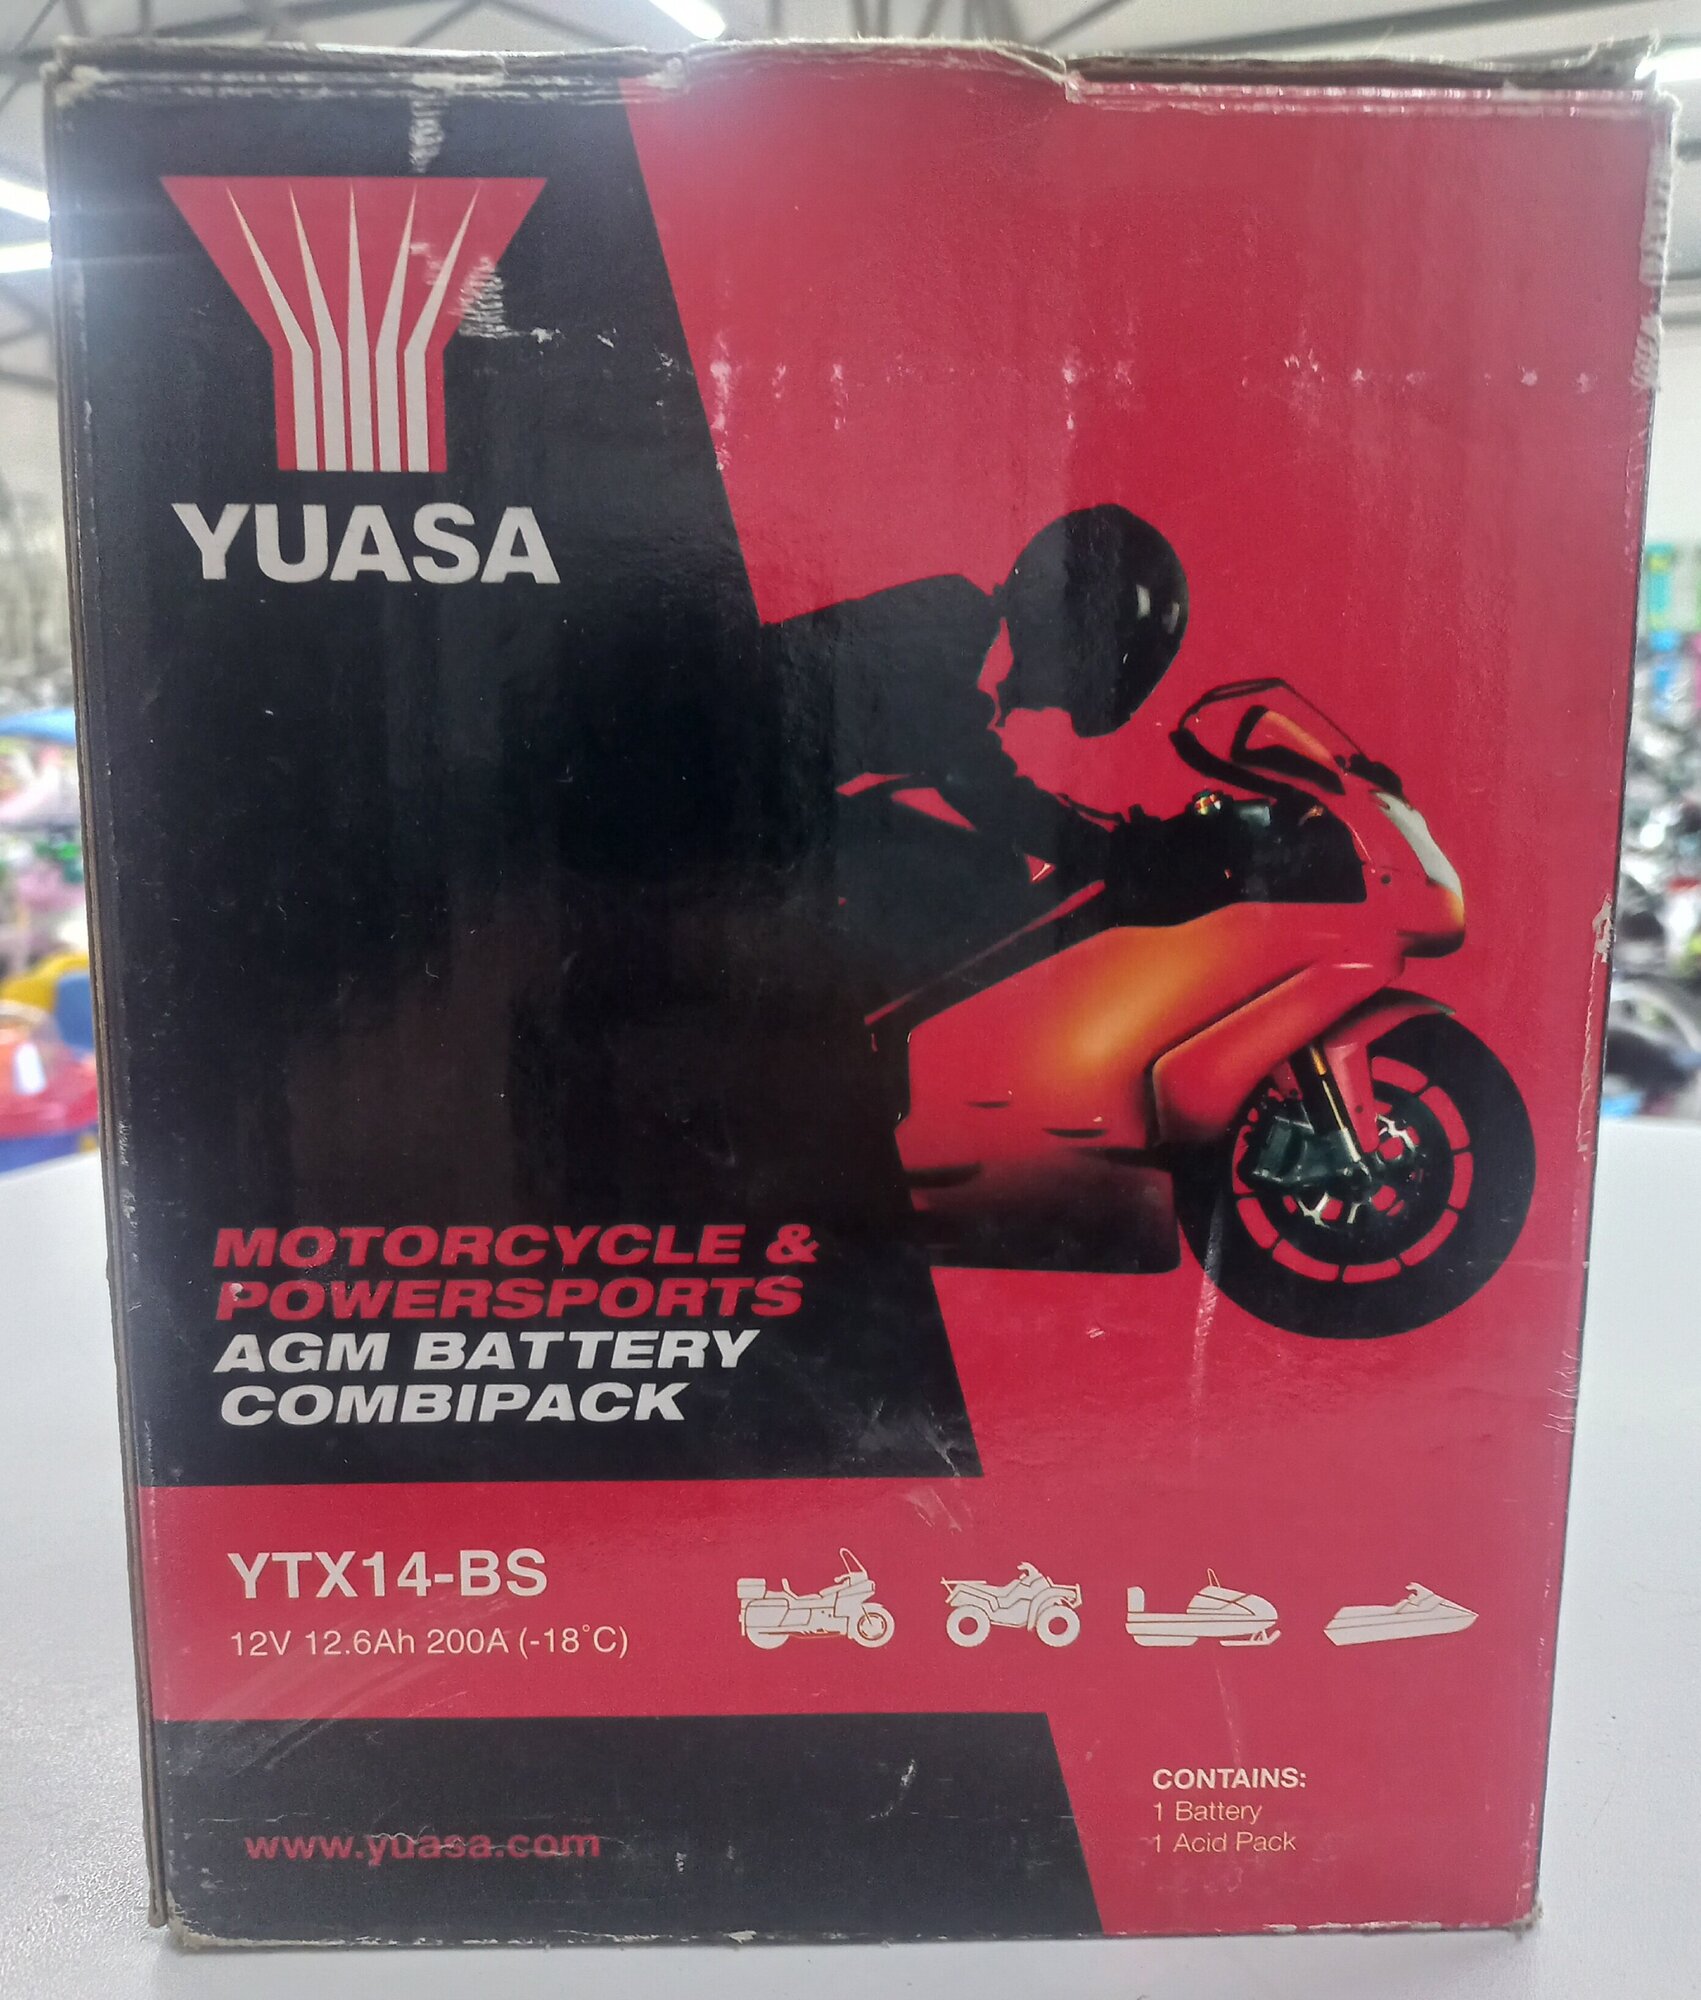 YUASA
MOTORCYCLE &
POWERSPORTS
AGM BATTERY
COMBIPACK
YTX14-BS
12V 12.6Ah 200A (-18°C)
CONTAINS:
1 Battery
1 Acid Pack
www.yuasa.com